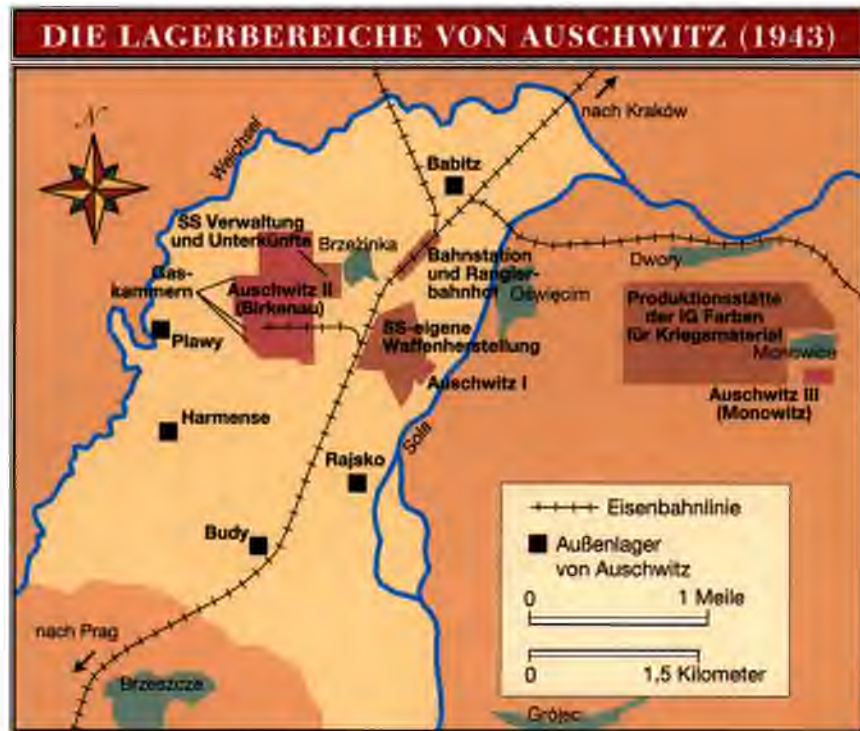 DIE LAGERBEREICHE VON AUSCHWITZ (1943)
N
nach Kraków
Weichsel
Babitz
SS Verwaltung
und Unterkünfte
Brzezinka
Bahnstation
und Rangier-
bahnhof
Dwory
Gas-
kammern
Auschwitz II
(Birkenau)
Oświęcim
Produktionsstätte
der IG Farben
für Kriegsmaterial
Plawy
SS-eigene
Waffenherstellung
Monowice
Auschwitz I
Auschwitz III
(Monowitz)
Harmense
Sola
Rajsko
Budy
Eisenbahnlinie
Außenlager
von Auschwitz
0 1 Meile
0 1,5 Kilometer
nach Prag
Brzeszcze
Grójec